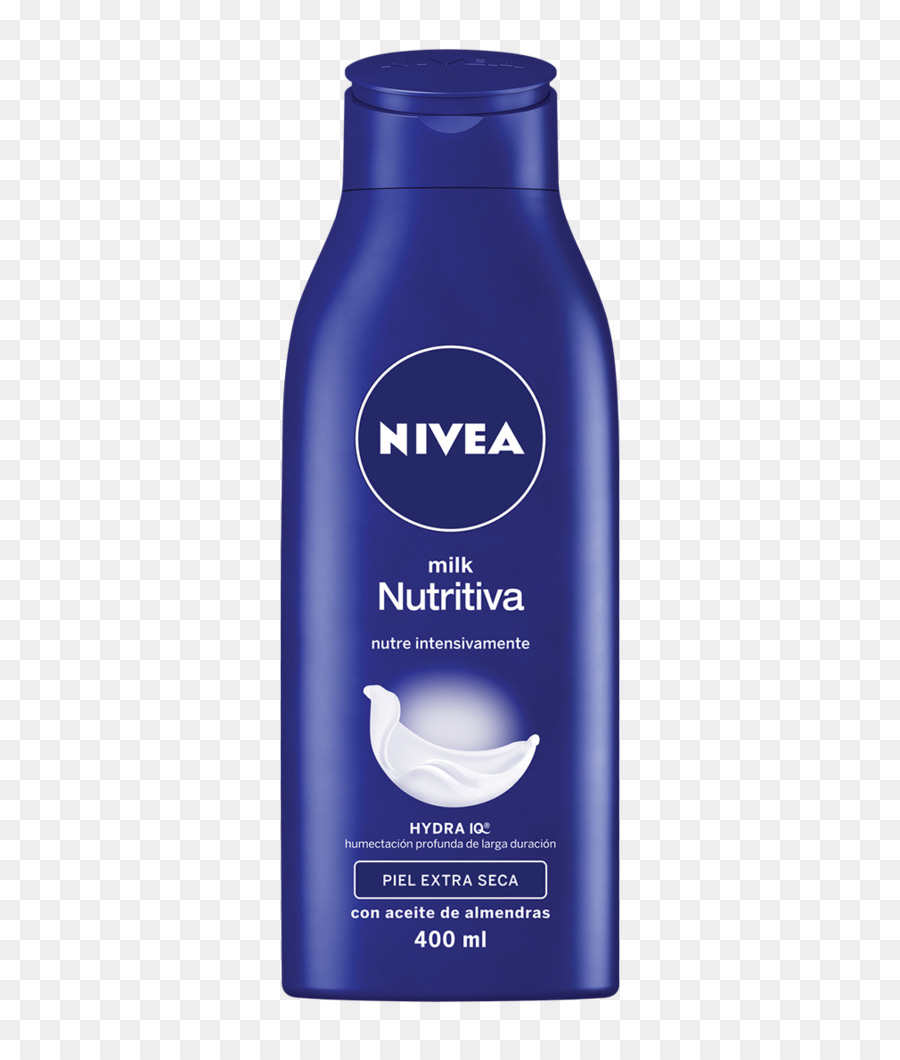 NIVEA
NIVEA
milk
Nutritiva
nutre intensivamente
HYDRA IQ®
humectación profunda de larga duración
PIEL EXTRA SECA
con aceite de almendras
400 ml